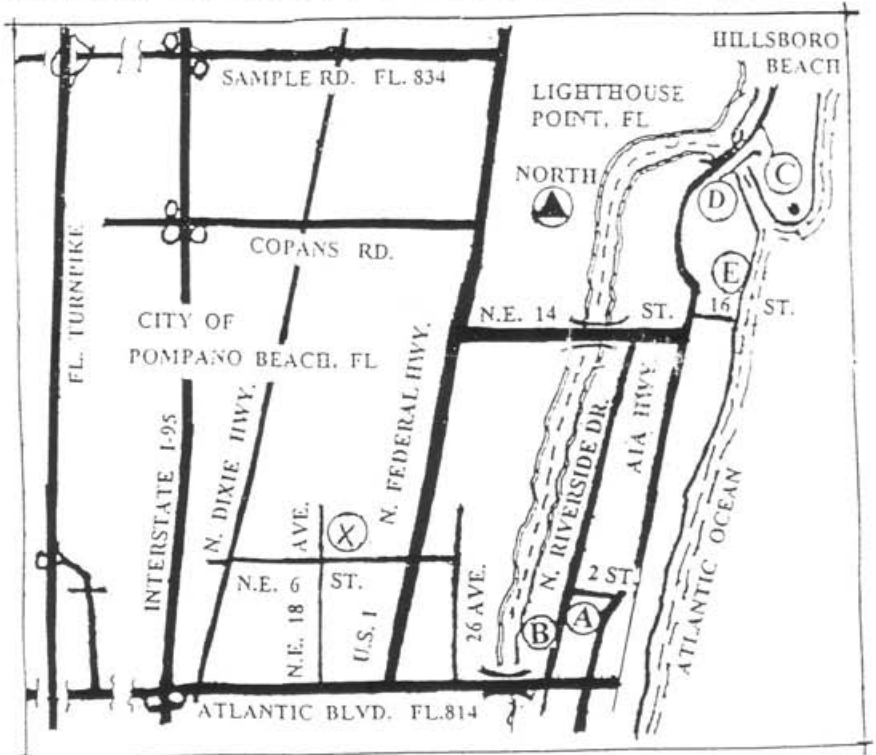 HILLSBORO
BEACH
SAMPLE RD. FL. 834
LIGHTHOUSE
POINT, FL
NORTH
C
D
COPANS RD.
E
FL. TURNPIKE
N.E. 14 ST.
16 ST.
CITY OF
POMPANO BEACH, FL
INTERSTATE I-95
N. DIXIE HWY.
N. FEDERAL HWY.
N. RIVERSIDE DR.
A1A HWY.
ATLANTIC OCEAN
X
N.E. 6 ST.
N.E. 18 AVE.
U.S. 1
26 AVE.
2 ST.
B
A
ATLANTIC BLVD. FL.814